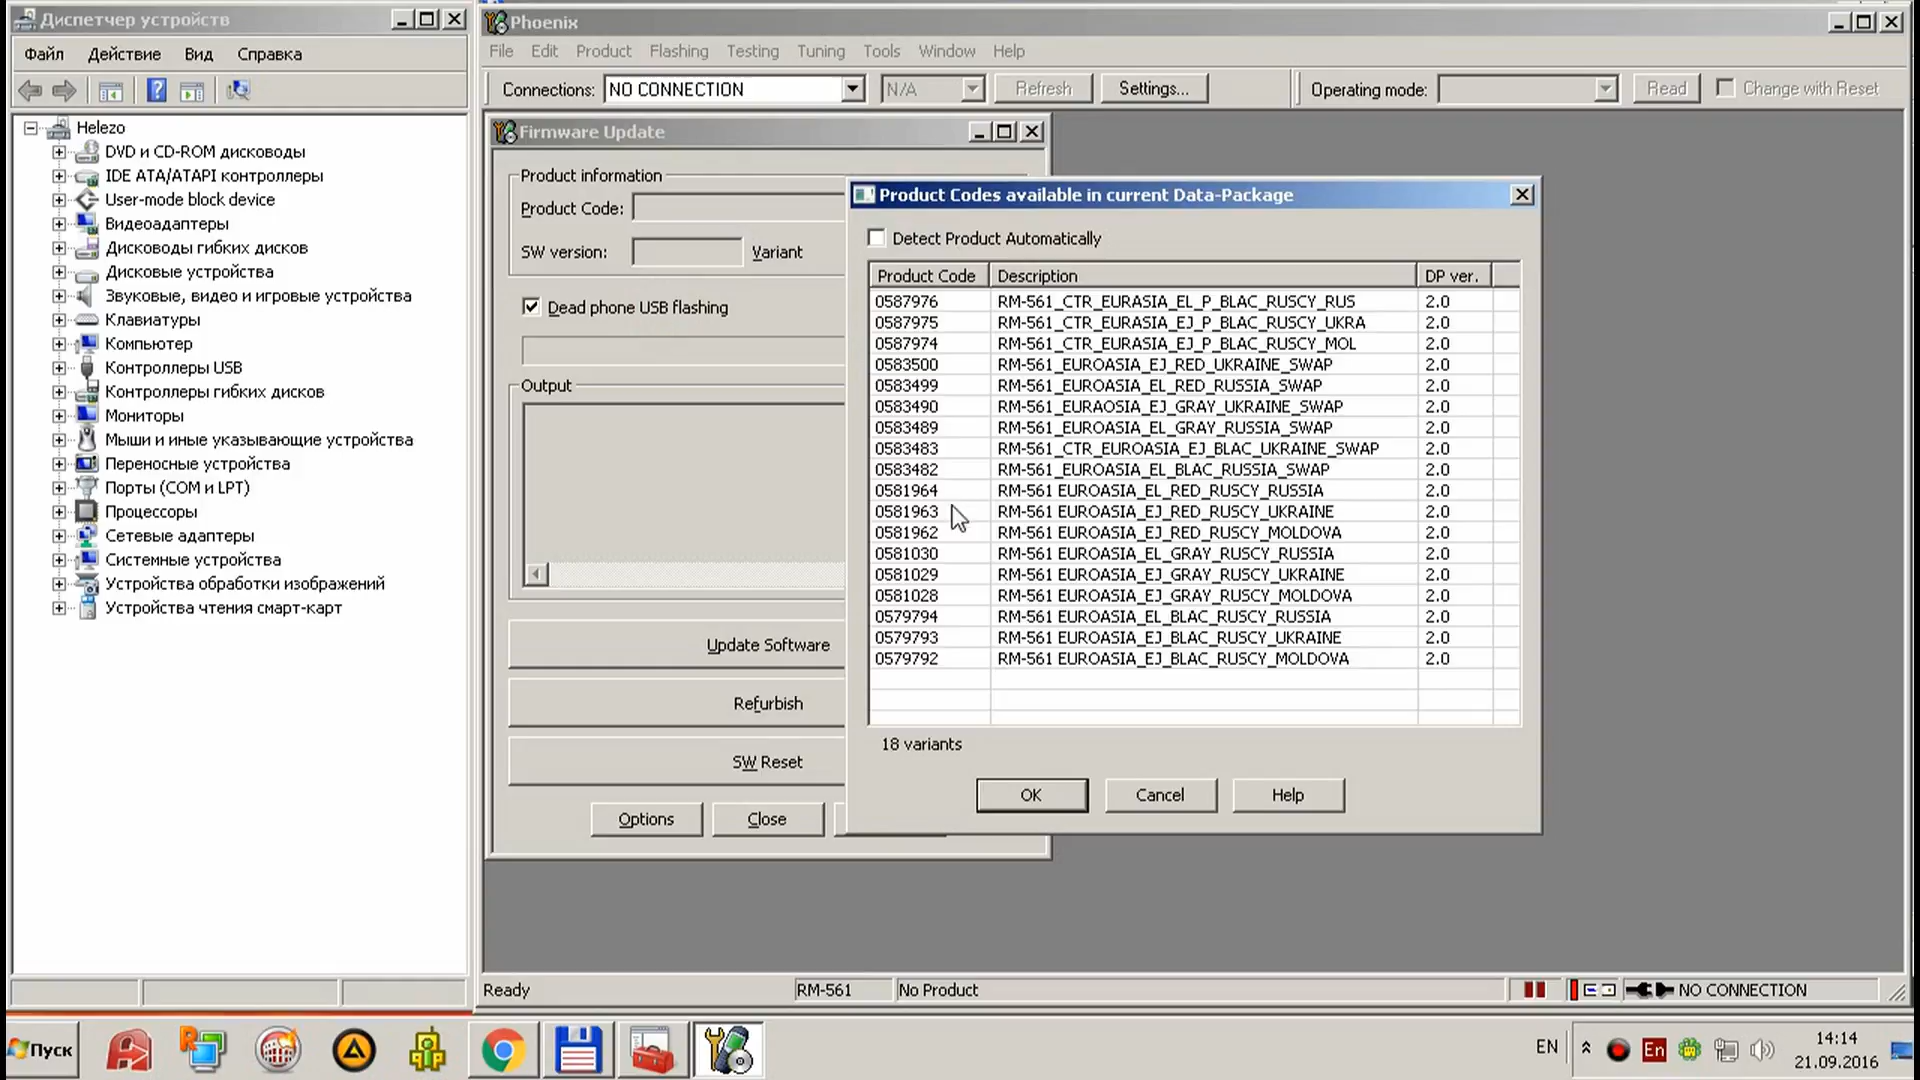 Диспетчер устройств
Файл Действие Вид Справка
Helezo
DVD и CD-ROM дисководы
IDE ATA/ATAPI контроллеры
User-mode block device
Видеоадаптеры
Дисководы гибких дисков
Дисковые устройства
Звуковые, видео и игровые устройства
Клавиатуры
Компьютер
Контроллеры USB
Контроллеры гибких дисков
Мониторы
Мыши и иные указывающие устройства
Переносные устройства
Порты (COM и LPT)
Процессоры
Сетевые адаптеры
Системные устройства
Устройства обработки изображений
Устройства чтения смарт-карт
Phoenix
File Edit Product Flashing Testing Tuning Tools Window Help
Connections: NO CONNECTION N/A Refresh Settings... Operating mode: Read Change with Reset
Firmware Update
Product information
Product Code:
SW version: Variant
Dead phone USB flashing
Output
Update Software
Refurbish
SW Reset
Options Close
Product Codes available in current Data-Package
Detect Product Automatically
Product Code Description DP ver.
0587976 RM-561_CTR_EURASIA_EL_P_BLAC_RUSCY_RUS 2.0
0587975 RM-561_CTR_EURASIA_EJ_P_BLAC_RUSCY_UKRA 2.0
0587974 RM-561_CTR_EURASIA_EJ_P_BLAC_RUSCY_MOL 2.0
0583500 RM-561_EUROASIA_EJ_RED_UKRAINE_SWAP 2.0
0583499 RM-561_EUROASIA_EL_RED_RUSSIA_SWAP 2.0
0583490 RM-561_EURAOSIA_EJ_GRAY_UKRAINE_SWAP 2.0
0583489 RM-561_EUROASIA_EL_GRAY_RUSSIA_SWAP 2.0
0583483 RM-561_CTR_EUROASIA_EJ_BLAC_UKRAINE_SWAP 2.0
0583482 RM-561_EUROASIA_EL_BLAC_RUSSIA_SWAP 2.0
0581964 RM-561 EUROASIA_EL_RED_RUSCY_RUSSIA 2.0
0581963 RM-561 EUROASIA_EJ_RED_RUSCY_UKRAINE 2.0
0581962 RM-561 EUROASIA_EJ_RED_RUSCY_MOLDOVA 2.0
0581030 RM-561 EUROASIA_EL_GRAY_RUSCY_RUSSIA 2.0
0581029 RM-561 EUROASIA_EJ_GRAY_RUSCY_UKRAINE 2.0
0581028 RM-561 EUROASIA_EJ_GRAY_RUSCY_MOLDOVA 2.0
0579794 RM-561 EUROASIA_EL_BLAC_RUSCY_RUSSIA 2.0
0579793 RM-561 EUROASIA_EJ_BLAC_RUSCY_UKRAINE 2.0
0579792 RM-561 EUROASIA_EJ_BLAC_RUSCY_MOLDOVA 2.0
18 variants
OK Cancel Help
Ready RM-561 No Product NO CONNECTION
Пуск EN En 14:14
21.09.2016